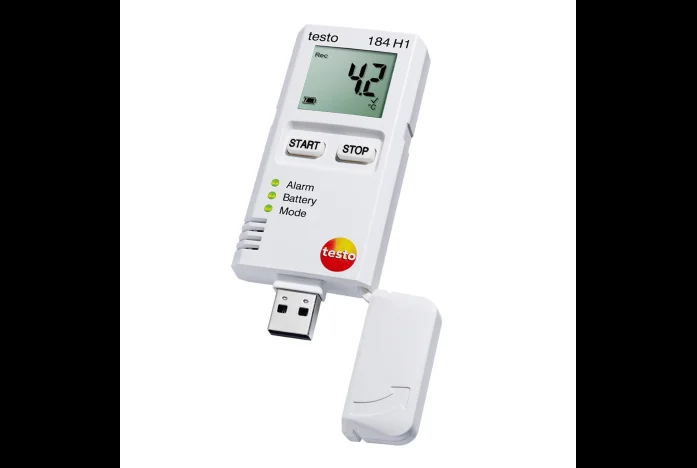 testo 184 H1
Rec
4.2
°C
START STOP
Alarm
Battery
Mode
testo